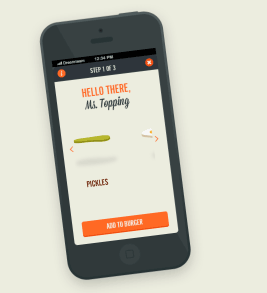 Dreamteam 12:34 PM
STEP 1 OF 3
HELLO THERE,
Ms. Topping
PICKLES
ADD TO BURGER